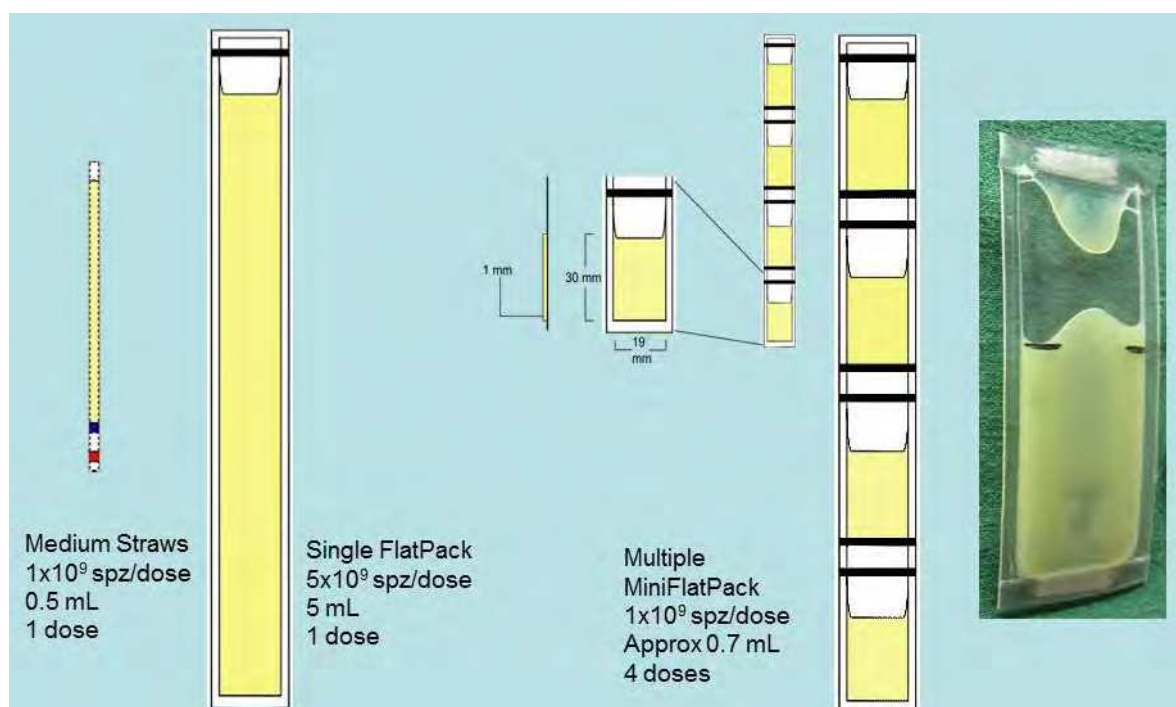 1 mm
30 mm
19
mm
Medium Straws
1x10⁹ spz/dose
0.5 mL
1 dose
Single FlatPack
5x10⁹ spz/dose
5 mL
1 dose
Multiple
MiniFlatPack
1x10⁹ spz/dose
Approx 0.7 mL
4 doses